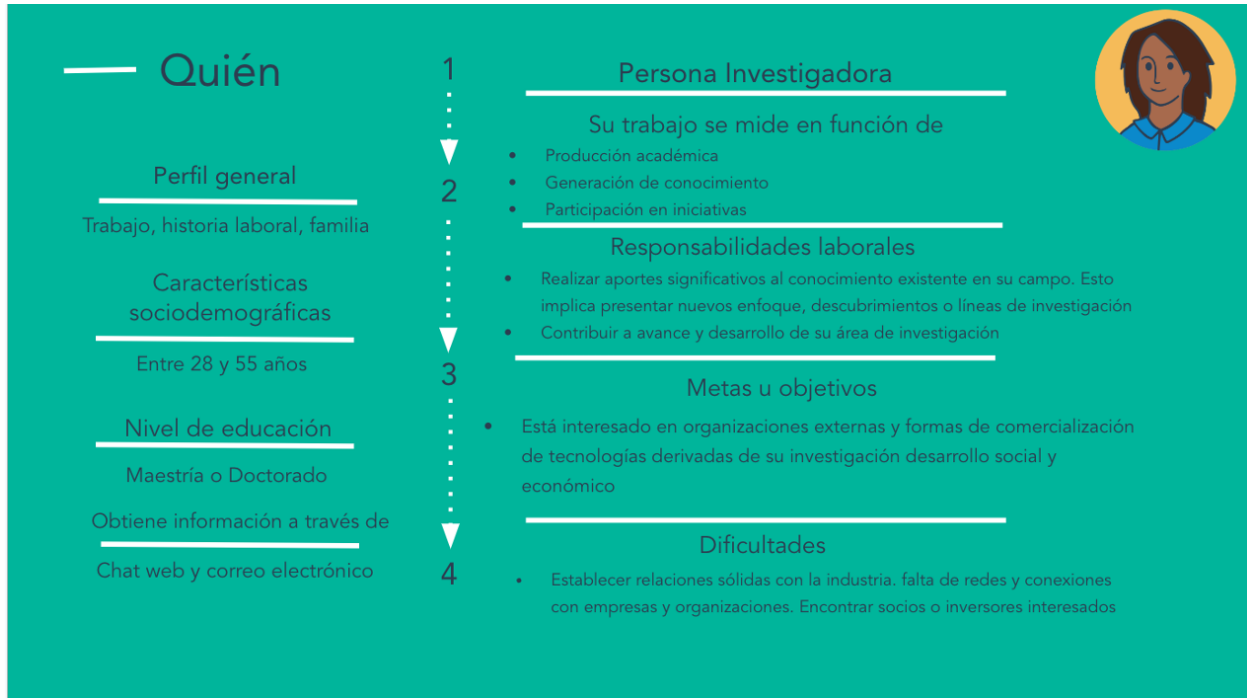 Quién
Perfil general
Trabajo, historia laboral, familia
Características
sociodemográficas
Entre 28 y 55 años
Nivel de educación
Maestría o Doctorado
Obtiene información a través de
Chat web y correo electrónico
1
2
3
4
Persona Investigadora
Su trabajo se mide en función de
• Producción académica
• Generación de conocimiento
• Participación en iniciativas
Responsabilidades laborales
• Realizar aportes significativos al conocimiento existente en su campo. Esto
implica presentar nuevos enfoque, descubrimientos o líneas de investigación
• Contribuir a avance y desarrollo de su área de investigación
Metas u objetivos
• Está interesado en organizaciones externas y formas de comercialización
de tecnologías derivadas de su investigación desarrollo social y
económico
Dificultades
• Establecer relaciones sólidas con la industria. falta de redes y conexiones
con empresas y organizaciones. Encontrar socios o inversores interesados